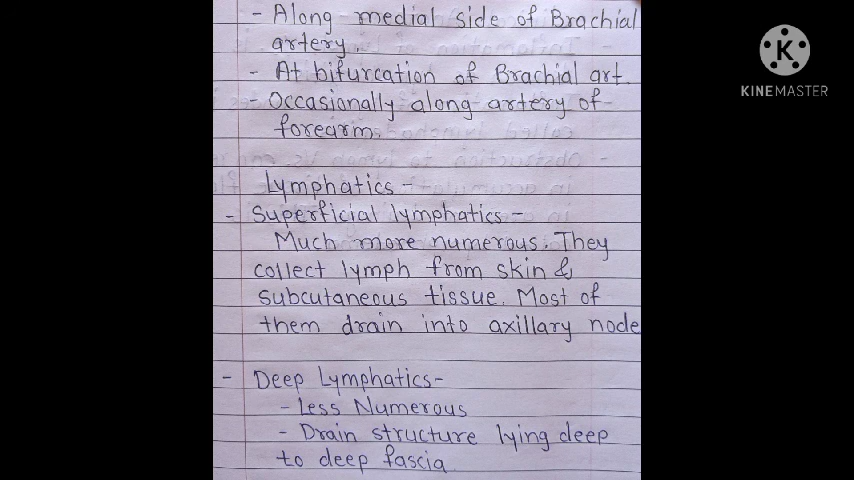 - Along medial side of Brachial
artery.
- At bifurcation of Brachial art.
- Occasionally along artery of
forearm.
Lymphatics -
- Superficial lymphatics -
Much more numerous. They
collect lymph from skin &
subcutaneous tissue. Most of
them drain into axillary node
- Deep Lymphatics-
- Less Numerous
- Drain structure lying deep
to deep fascia
K
KINEMASTER